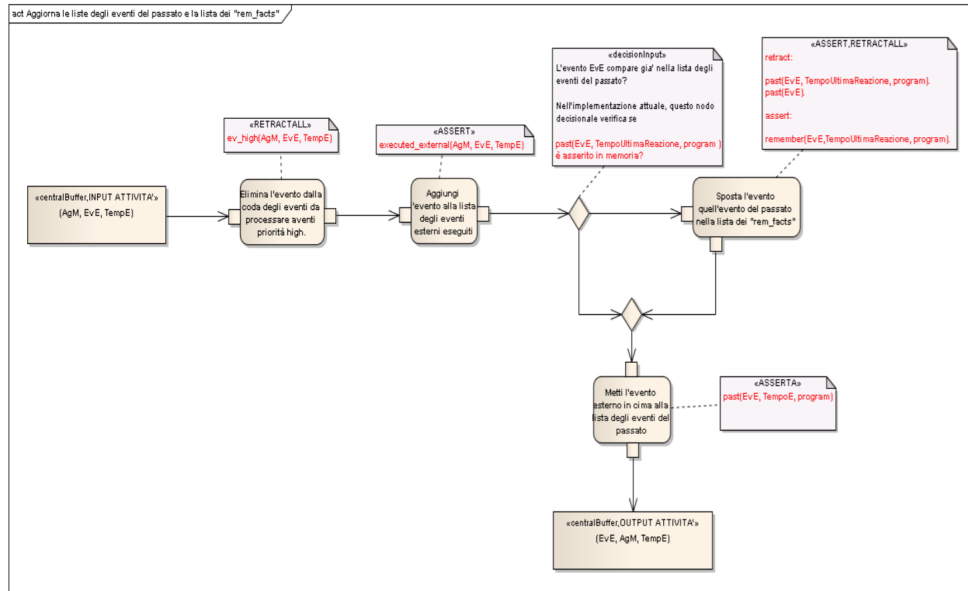 act Aggiorna le liste degli eventi del passato e la lista dei "rem_facts"
«decisionInput»
L'evento EvE compare gia' nella lista degli
eventi del passato?
Nell'implementazione attuale, questo nodo
decisionale verifica se
past(EvE, TempoUltimaReazione, program )
è asserito in memoria?
«ASSERT,RETRACTALL»
retract:
past(EvE, TempoUltimaReazione, program).
past(EvE).
assert:
remember(EvE,TempoUltimaReazione, program).
«RETRACTALL»
ev_high(AgM, EvE, TempE)
«ASSERT»
executed_external(AgM, EvE, TempE)
«centralBuffer,INPUT ATTIVITA'»
(AgM, EvE, TempE)
Elimina l'evento dalla
coda degli eventi da
processare aventi
priorità high.
Aggiungi
l'evento alla lista
degli eventi
esterni eseguiti
Sposta l'evento
quell'evento del passato
nella lista dei "rem_facts"
Metti l'evento
esterno in cima alla
lista degli eventi del
passato
«ASSERTA»
past(EvE, TempoE, program)
«centralBuffer,OUTPUT ATTIVITA'»
(EvE, AgM, TempE)